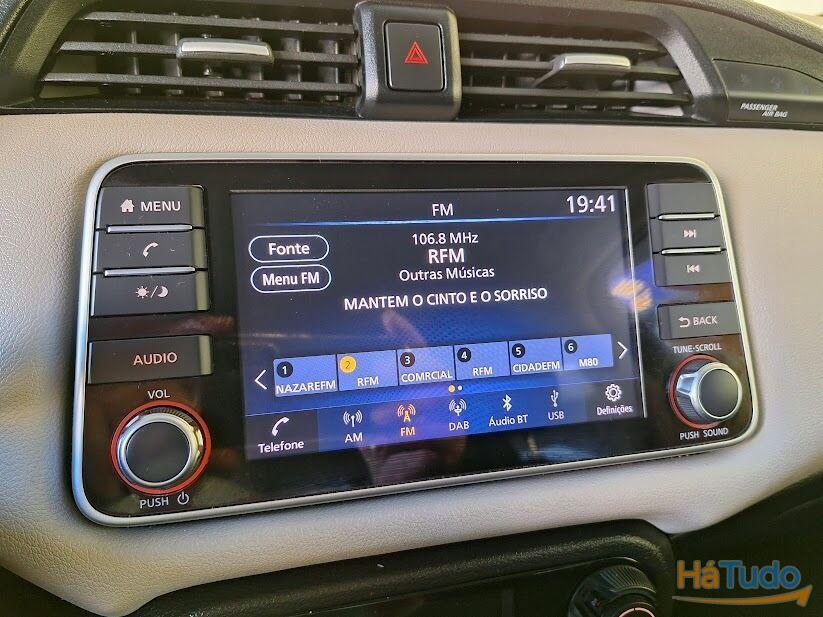 PASSENGER
AIR BAG
MENU
AUDIO
VOL
PUSH
FM
19:41
Fonte
Menu FM
106.8 MHz
RFM
Outras Músicas
MANTEM O CINTO E O SORRISO
1 NAZAREFM
2 RFM
3 COMRCIAL
4 RFM
5 CIDADEFM
6 M80
Telefone
AM
FM
DAB
Áudio BT
USB
Definições
BACK
TUNE-SCROLL
PUSH SOUND
HáTudo